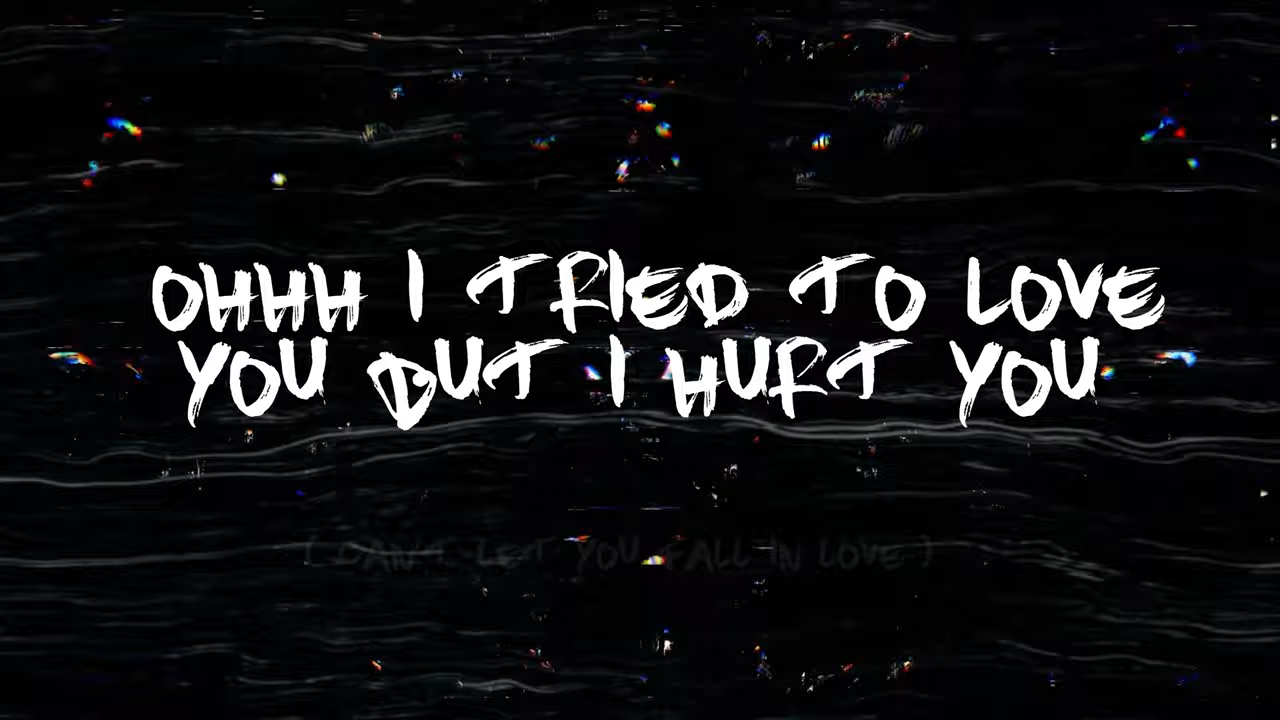 OHHH I TRIED TO LOVE
YOU BUT I HURT YOU
( CAN'T LET YOU FALL IN LOVE )